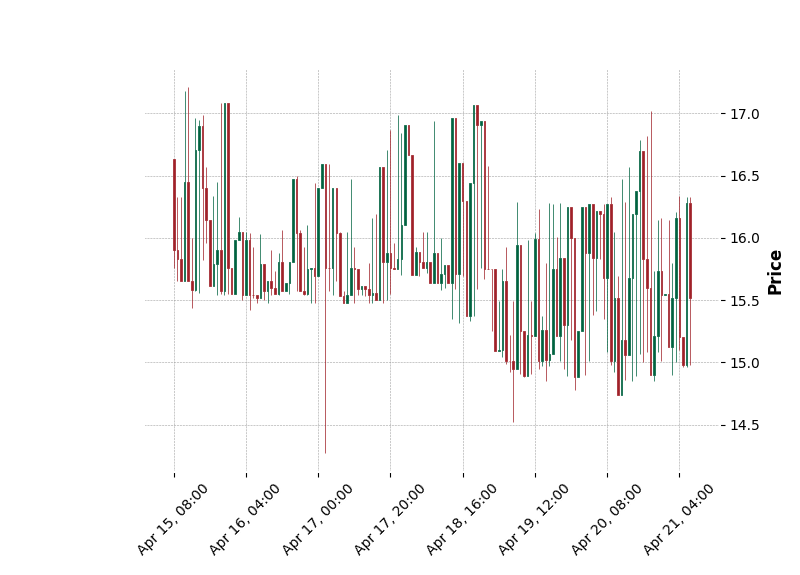 17.0
16.5
16.0
15.5
15.0
14.5
Price
Apr 15, 08:00
Apr 16, 04:00
Apr 17, 00:00
Apr 17, 20:00
Apr 18, 16:00
Apr 19, 12:00
Apr 20, 08:00
Apr 21, 04:00